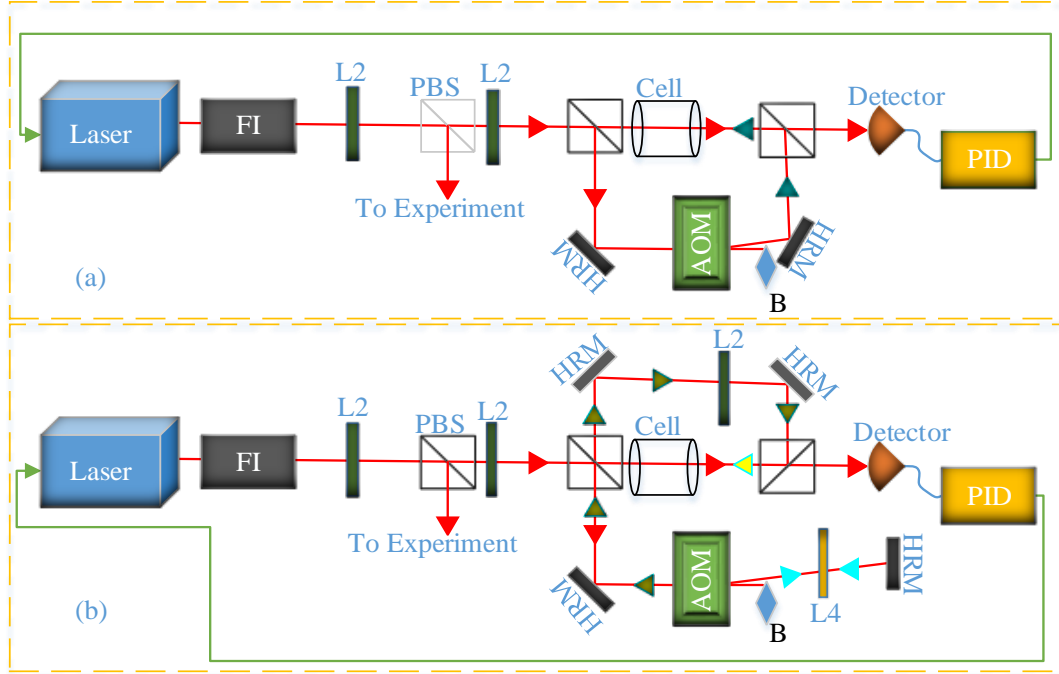 L2
PBS
L2
Cell
Detector
Laser
FI
PID
To Experiment
AOM
HRM
HRM
(a)
B
L2
HRM
HRM
L2
PBS
L2
Cell
Detector
Laser
FI
PID
To Experiment
AOM
HRM
HRM
(b)
B
L4